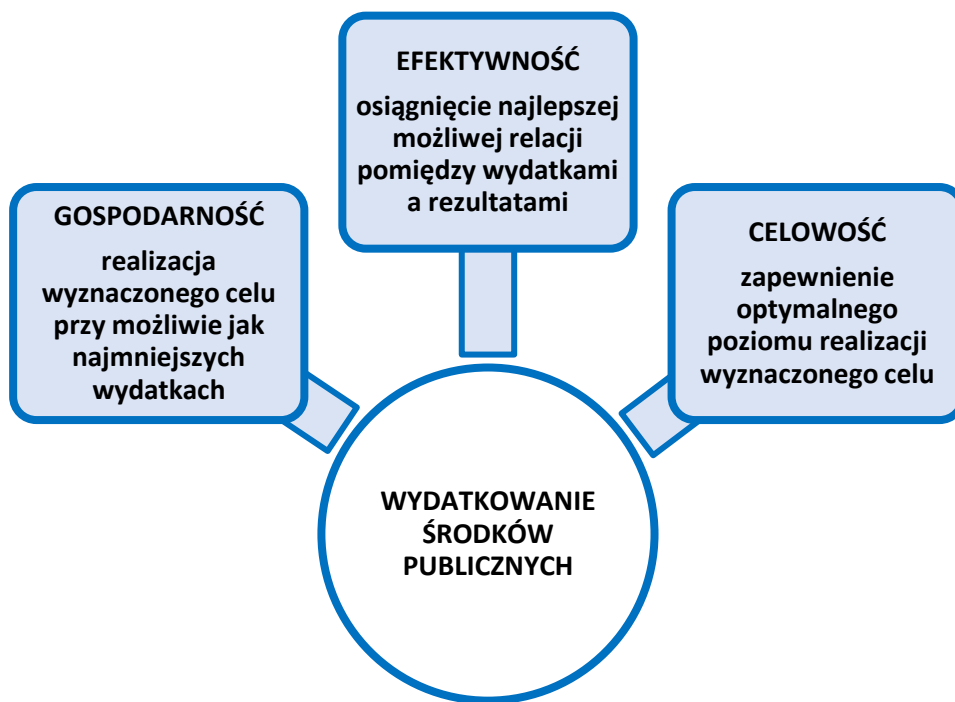 GOSPODARNOŚĆ
realizacja
wyznaczonego celu
przy możliwie jak
najmniejszych
wydatkach
EFEKTYWNOŚĆ
osiągnięcie najlepszej
możliwej relacji
pomiędzy wydatkami
a rezultatami
CELOWOŚĆ
zapewnienie
optymalnego
poziomu realizacji
wyznaczonego celu
WYDATKOWANIE
ŚRODKÓW
PUBLICZNYCH